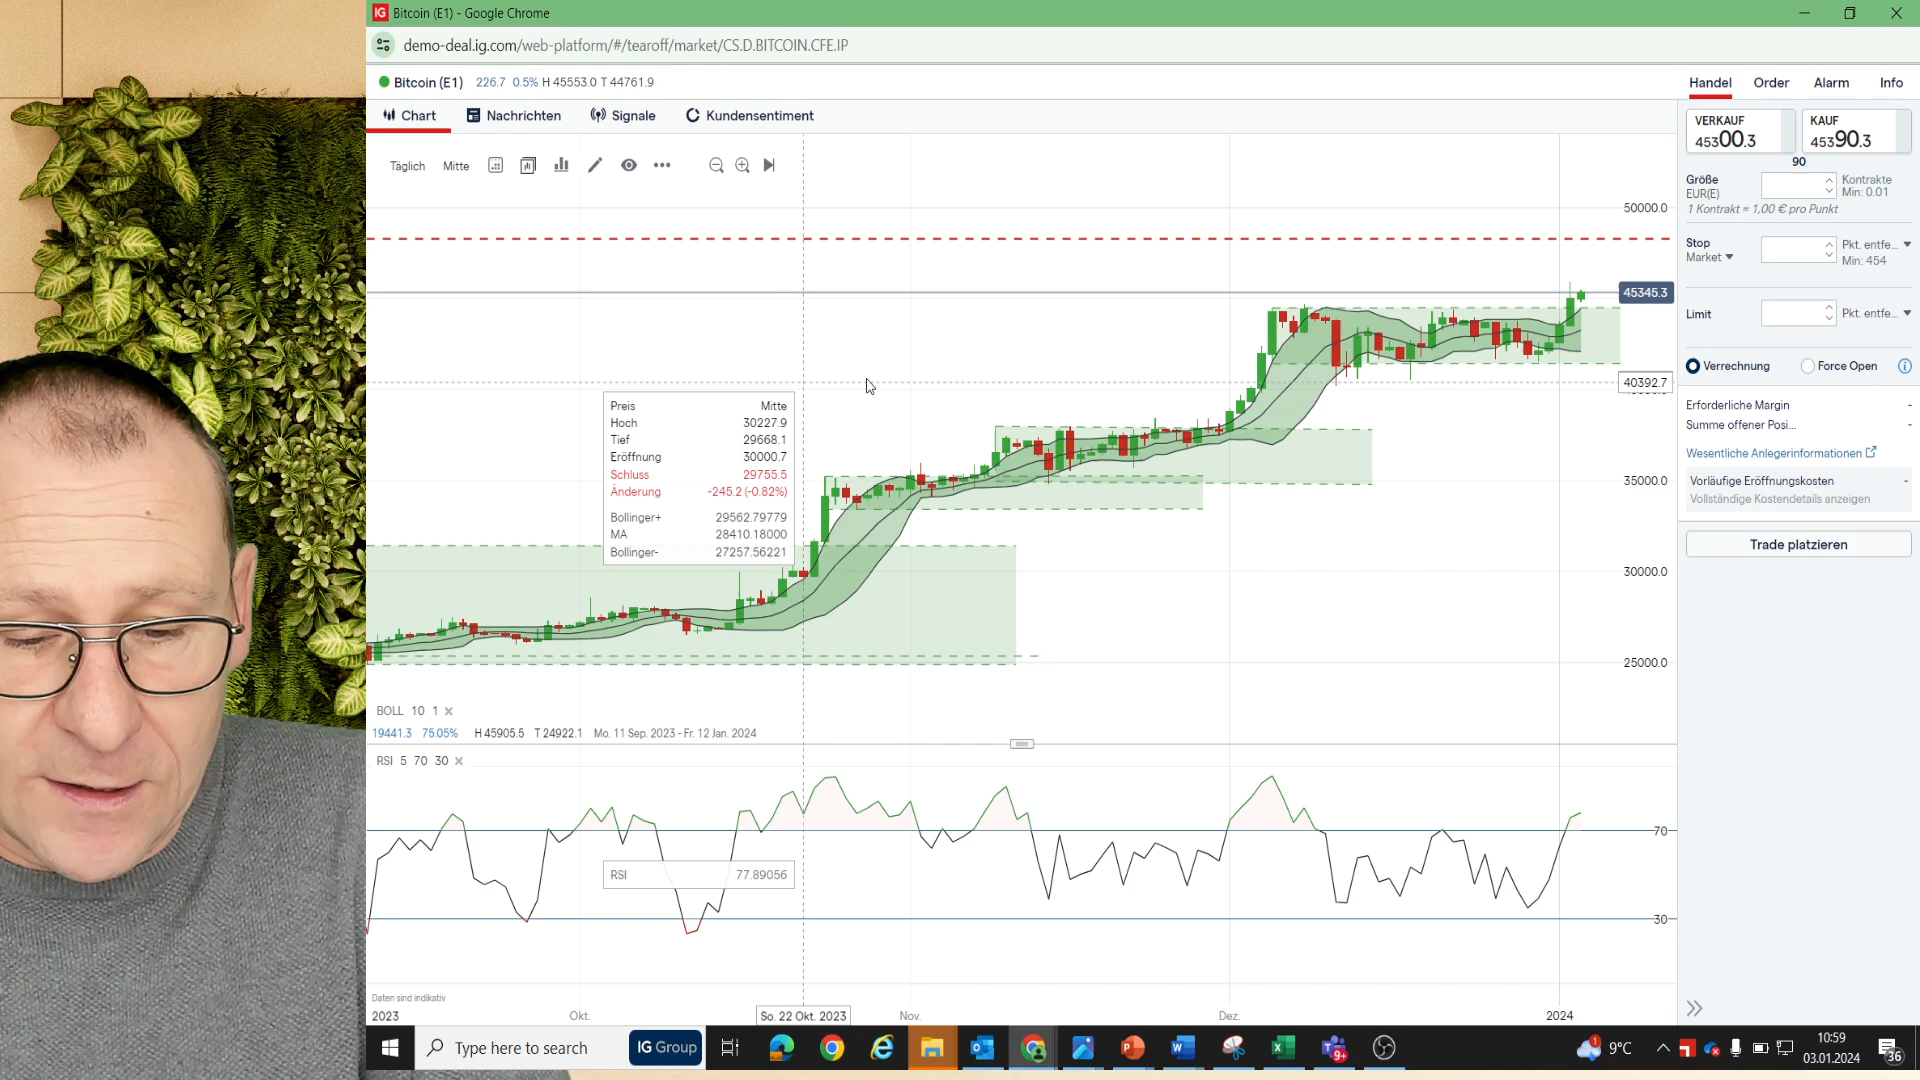 IG Bitcoin (E1) - Google Chrome
demo-deal.ig.com/web-platform/#/tearoff/market/CS.D.BITCOIN.CFE.IP
Bitcoin (E1) 226.7 0.5% H 45553.0 T 44761.9
Handel Order Alarm Info
Chart Nachrichten Signale Kundensentiment
Täglich Mitte
VERKAUF
45300.3
KAUF
45390.3
90
Größe
EUR(E)
Kontrakte
Min: 0.01
1 Kontrakt = 1,00 € pro Punkt
Stop
Market
Pkt. entfe...
Min: 454
Limit
Pkt. entfe...
Verrechnung Force Open
Erforderliche Margin -
Summe offener Posi... -
Wesentliche Anlegerinformationen
Vorläufige Eröffnungskosten -
Vollständige Kostendetails anzeigen
Trade platzieren
50000.0
45345.3
40392.7
35000.0
30000.0
25000.0
Preis Mitte
Hoch 30227.9
Tief 29668.1
Eröffnung 30000.7
Schluss 29755.5
Änderung -245.2 (-0.82%)
Bollinger+ 29562.79779
MA 28410.18000
Bollinger- 27257.56221
BOLL 10 1
19441.3 75.05% H 45905.5 T 24922.1 Mo. 11 Sep. 2023 - Fr. 12 Jan. 2024
RSI 5 70 30
70
RSI 77.89056
30
Daten sind indikativ
2023 Okt. So. 22 Okt. 2023 Nov. Dez. 2024
Type here to search
IG Group
9+
1
9°C
10:59
03.01.2024
36